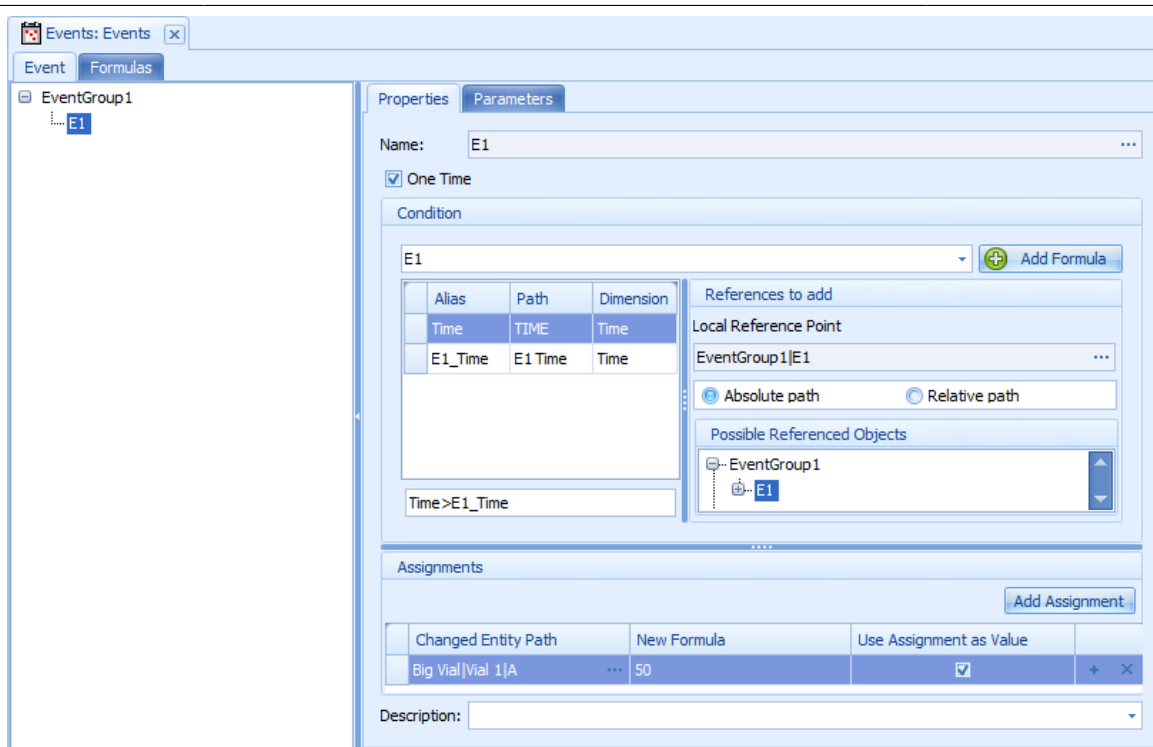 Events: Events x
Event Formulas
EventGroup1
E1
Properties Parameters
Name: E1 ...
One Time
Condition
E1 Add Formula
Alias Path Dimension
Time TIME Time
E1_Time E1 Time Time
Time>E1_Time
References to add
Local Reference Point
EventGroup1|E1 ...
Absolute path Relative path
Possible Referenced Objects
EventGroup1
E1
Assignments
Add Assignment
Changed Entity Path New Formula Use Assignment as Value
Big Vial|Vial 1|A ... 50
Description: